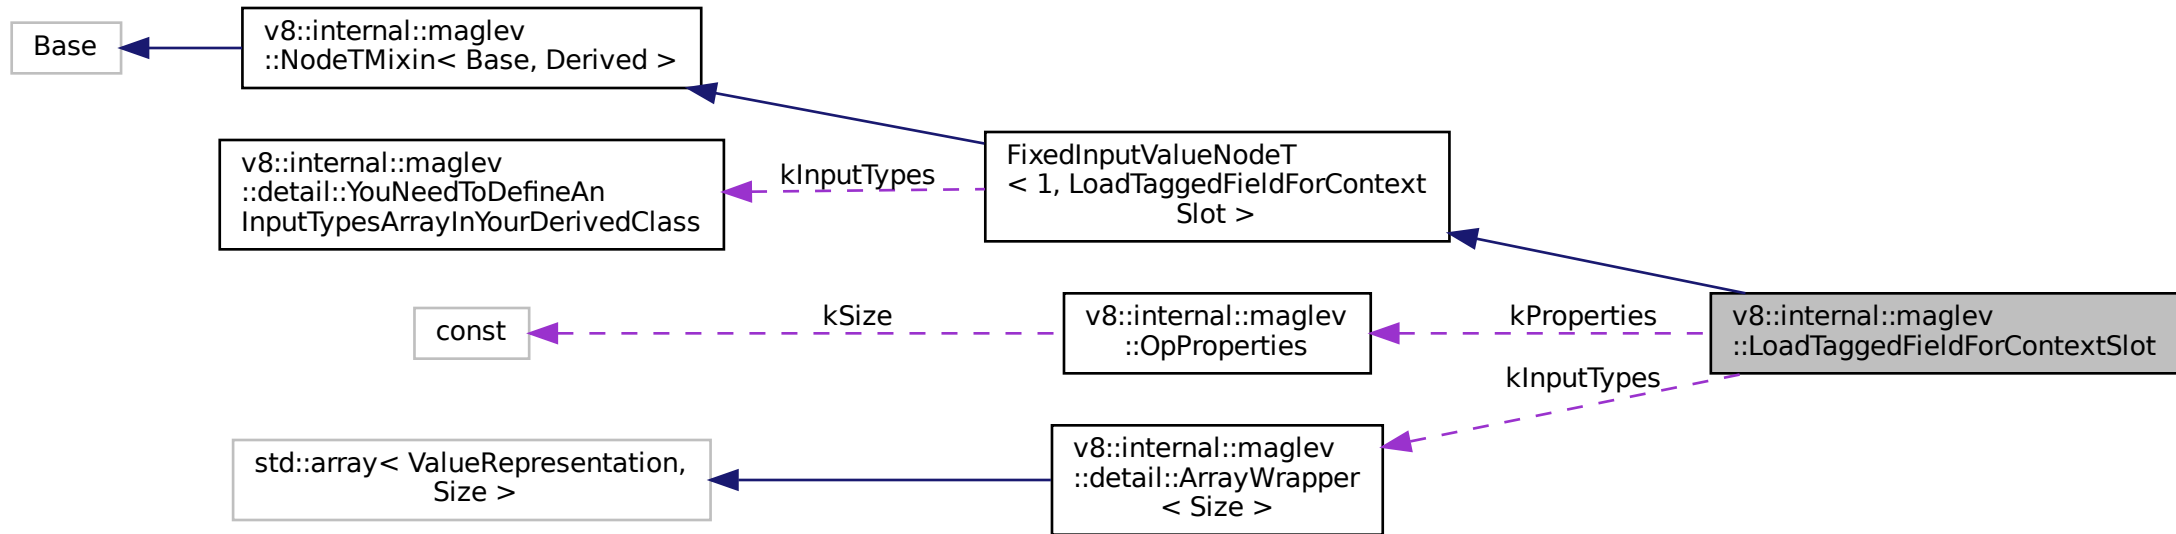 Base
v8::internal::maglev
::NodeTMixin< Base, Derived >
v8::internal::maglev
::detail::YouNeedToDefineAn
InputTypesArrayInYourDerivedClass
kInputTypes
FixedInputValueNodeT
< 1, LoadTaggedFieldForContext
Slot >
const
kSize
v8::internal::maglev
::OpProperties
kProperties
v8::internal::maglev
::LoadTaggedFieldForContextSlot
kInputTypes
std::array< ValueRepresentation,
Size >
v8::internal::maglev
::detail::ArrayWrapper
< Size >